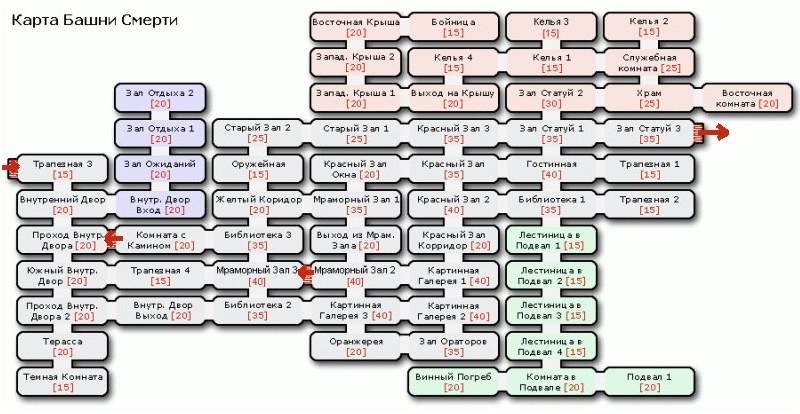 Карта Башни Смерти
Восточная Крыша
[20]
Бойница
[15]
Келья 3
[15]
Келья 2
[15]
Запад. Крыша 2
[20]
Келья 4
[15]
Келья 1
[15]
Служебная
комната [25]
Зал Отдыха 2
[20]
Запад. Крыша 1
[20]
Выход на Крышу
[20]
Зал Статуй 2
[30]
Храм
[25]
Восточная
комната [20]
Зал Отдыха 1
[20]
Старый Зал 2
[25]
Старый Зал 1
[35]
Красный Зал 3
[35]
Зал Статуй 1
[35]
Зал Статуй 3
[35]
Трапезная 3
[15]
Зал Ожиданий
[20]
Оружейная
[15]
Красный Зал
Окна [20]
Красный Зал
[35]
Гостинная
[40]
Трапезная 1
[15]
Внутренний Двор
[20]
Внутр. Двор
Вход [20]
Желтый Коридор
[20]
Мраморный Зал 1
[35]
Красный Зал 2
[40]
Библиотека 1
[35]
Трапезная 2
[15]
Проход Внутр.
Двора [20]
Комната с
Камином [20]
Библиотека 3
[35]
Выход из Мрам.
Зала [20]
Красный Зал
Корридор [20]
Лестиница в
Подвал 1 [15]
Южный Внутр.
Двор [20]
Трапезная 4
[15]
Мраморный Зал 3
[40]
Мраморный Зал 2
[40]
Картинная
Галерея 1 [40]
Лестиница в
Подвал 2 [15]
Проход Внутр.
Двора 2 [20]
Внутр. Двор
Выход [20]
Библиотека 2
[35]
Картинная
Галерея 3 [40]
Картинная
Галерея 2 [40]
Лестиница в
Подвал 3 [15]
Терасса
[20]
Оранжерея
[20]
Зал Ораторов
[35]
Лестиница в
Подвал 4 [15]
Темная Комната
[15]
Винный Погреб
[20]
Комната в
Подвале [20]
Подвал 1
[20]